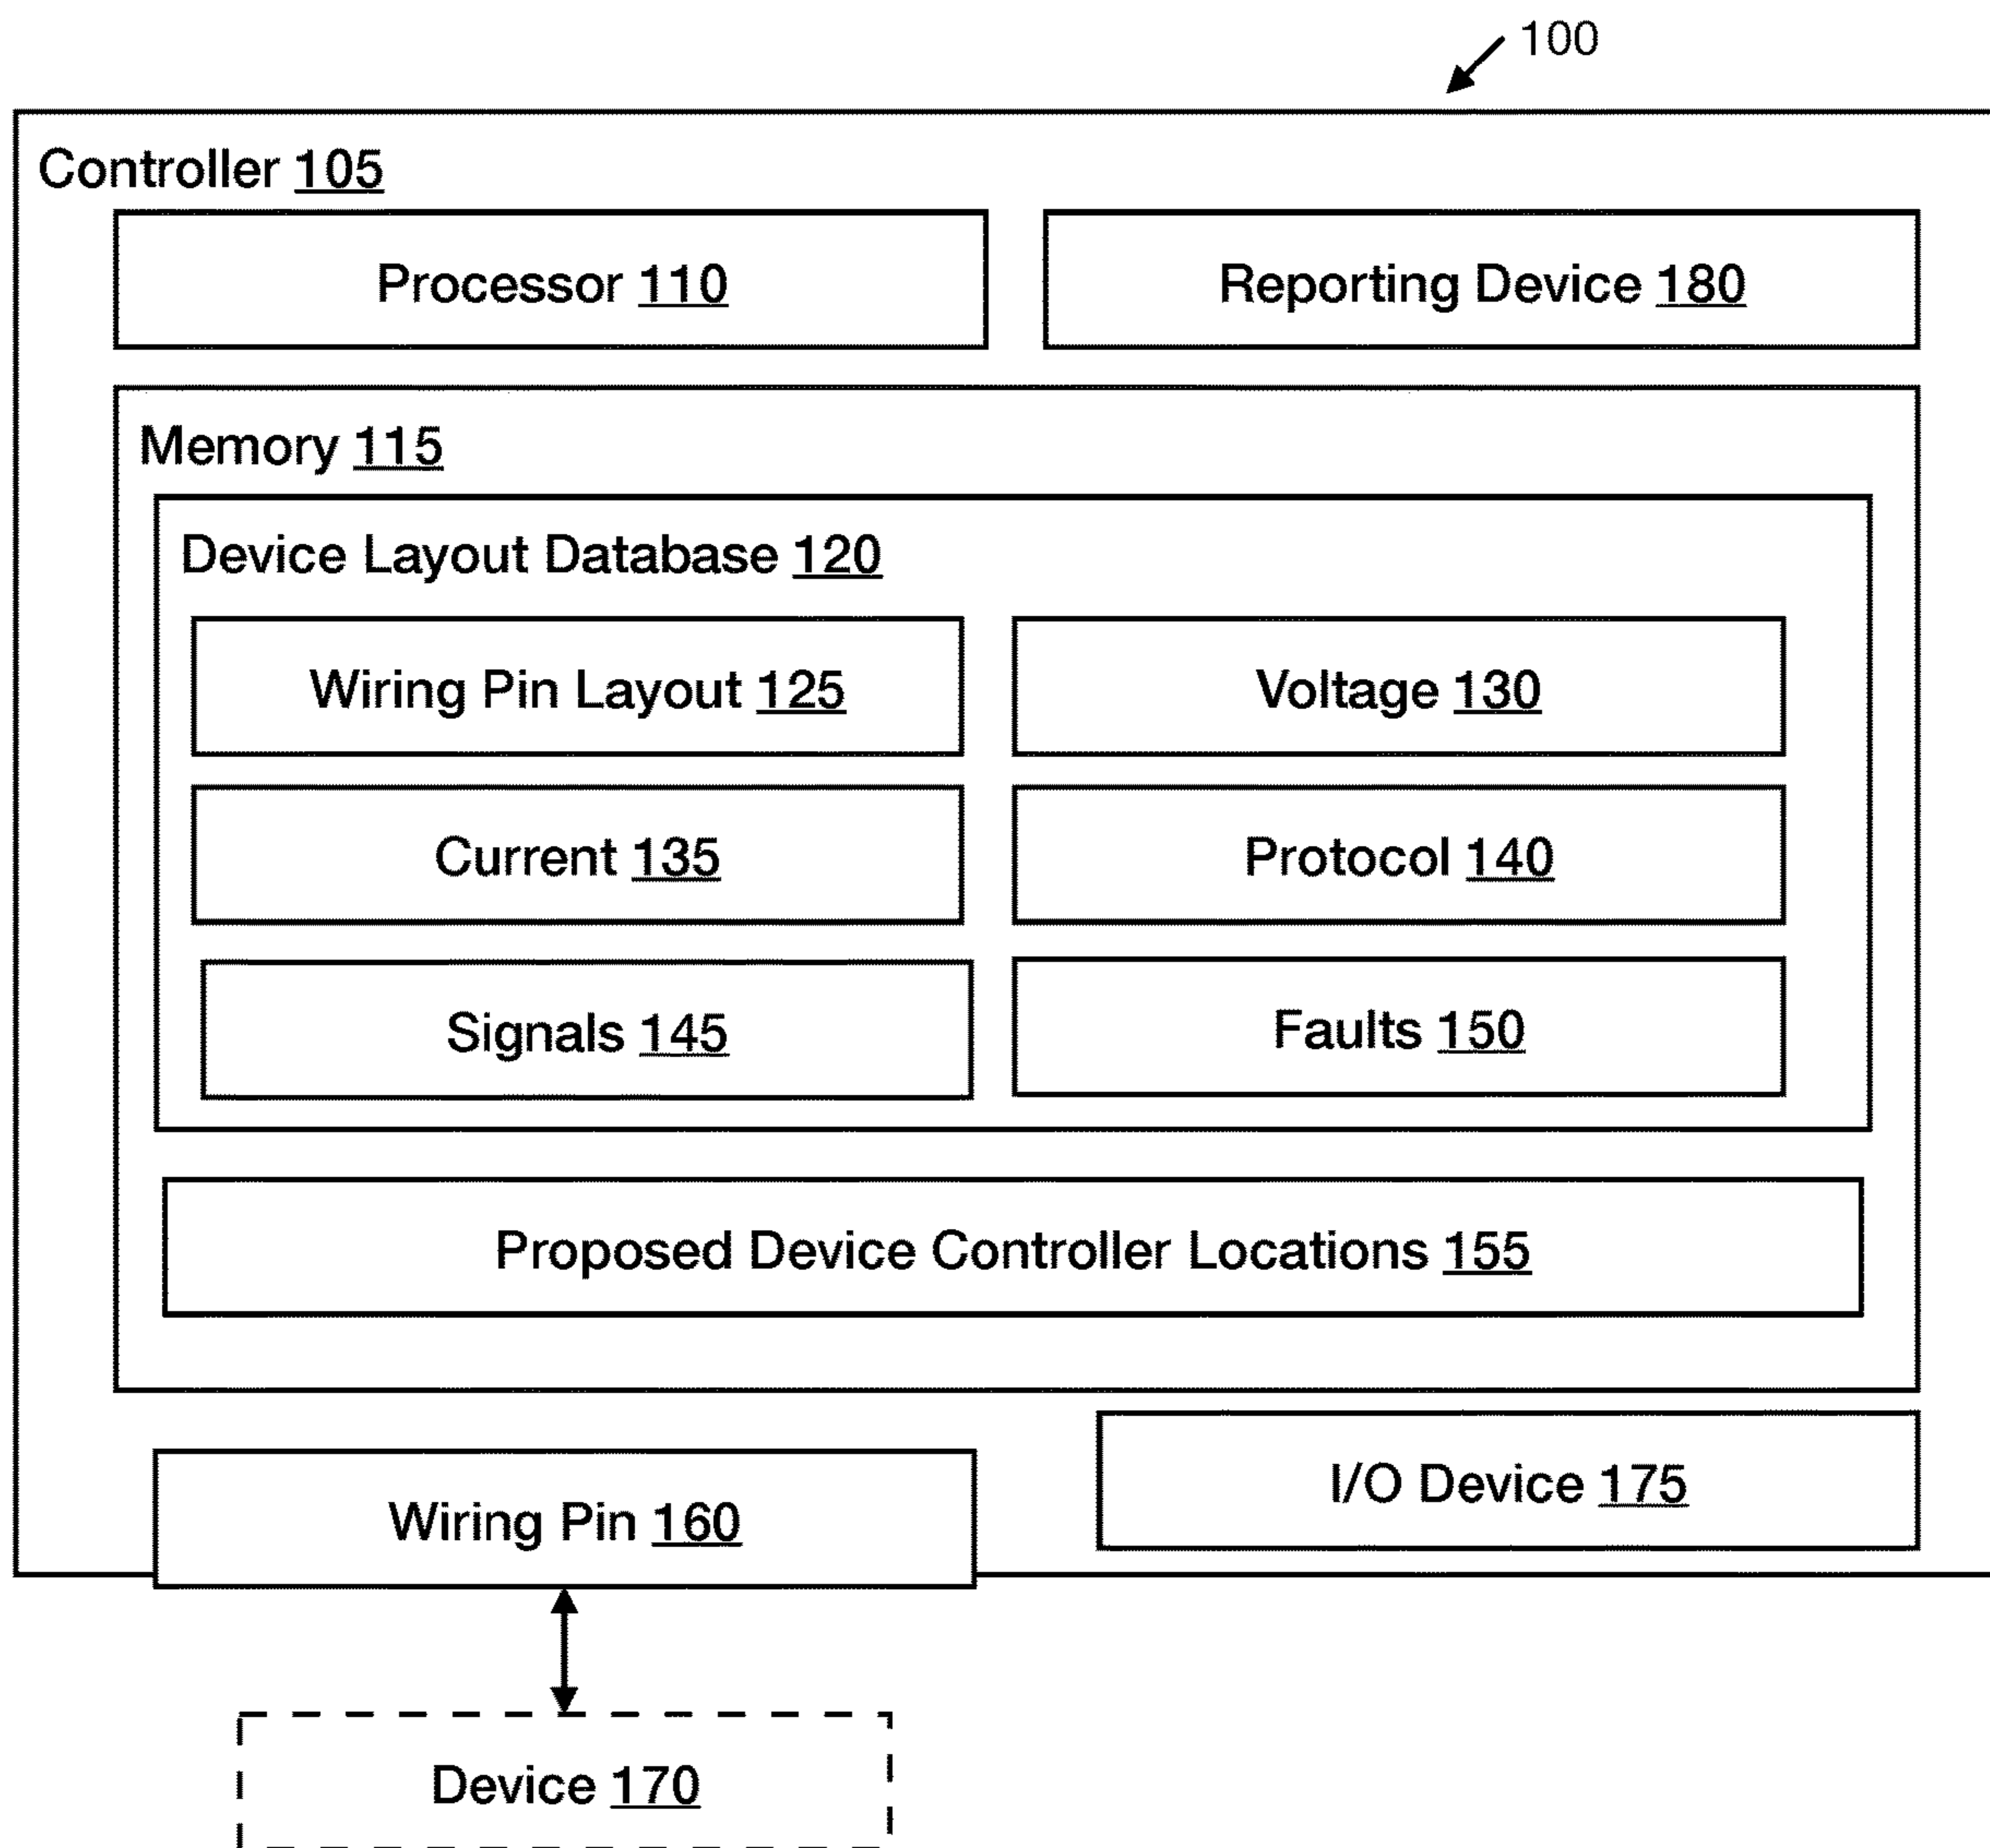 100
Controller 105
Processor 110
Reporting Device 180
Memory 115
Device Layout Database 120
Wiring Pin Layout 125
Voltage 130
Current 135
Protocol 140
Signals 145
Faults 150
Proposed Device Controller Locations 155
I/O Device 175
Wiring Pin 160
Device 170